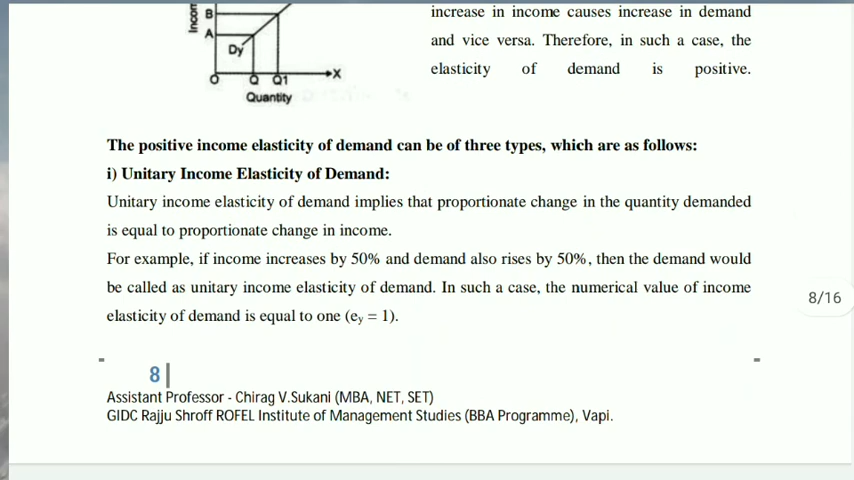 Incom
B
A
Dy
O
Q Q1
X
Quantity
increase in income causes increase in demand
and vice versa. Therefore, in such a case, the
elasticity of demand is positive.
The positive income elasticity of demand can be of three types, which are as follows:
i) Unitary Income Elasticity of Demand:
Unitary income elasticity of demand implies that proportionate change in the quantity demanded
is equal to proportionate change in income.
For example, if income increases by 50% and demand also rises by 50%, then the demand would
be called as unitary income elasticity of demand. In such a case, the numerical value of income
elasticity of demand is equal to one (ey = 1).
8/16
8|
Assistant Professor - Chirag V.Sukani (MBA, NET, SET)
GIDC Rajju Shroff ROFEL Institute of Management Studies (BBA Programme), Vapi.